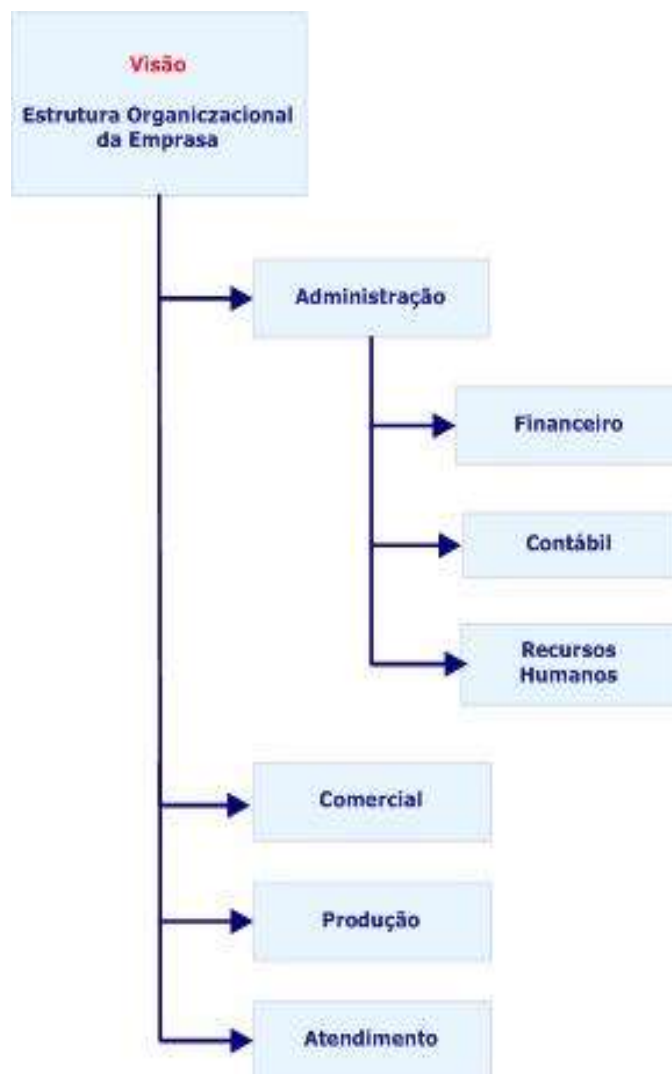 Visão
Estrutura Organiczacional
da Emprasa
Administração
Financeiro
Contábil
Recursos
Humanos
Comercial
Produção
Atendimento